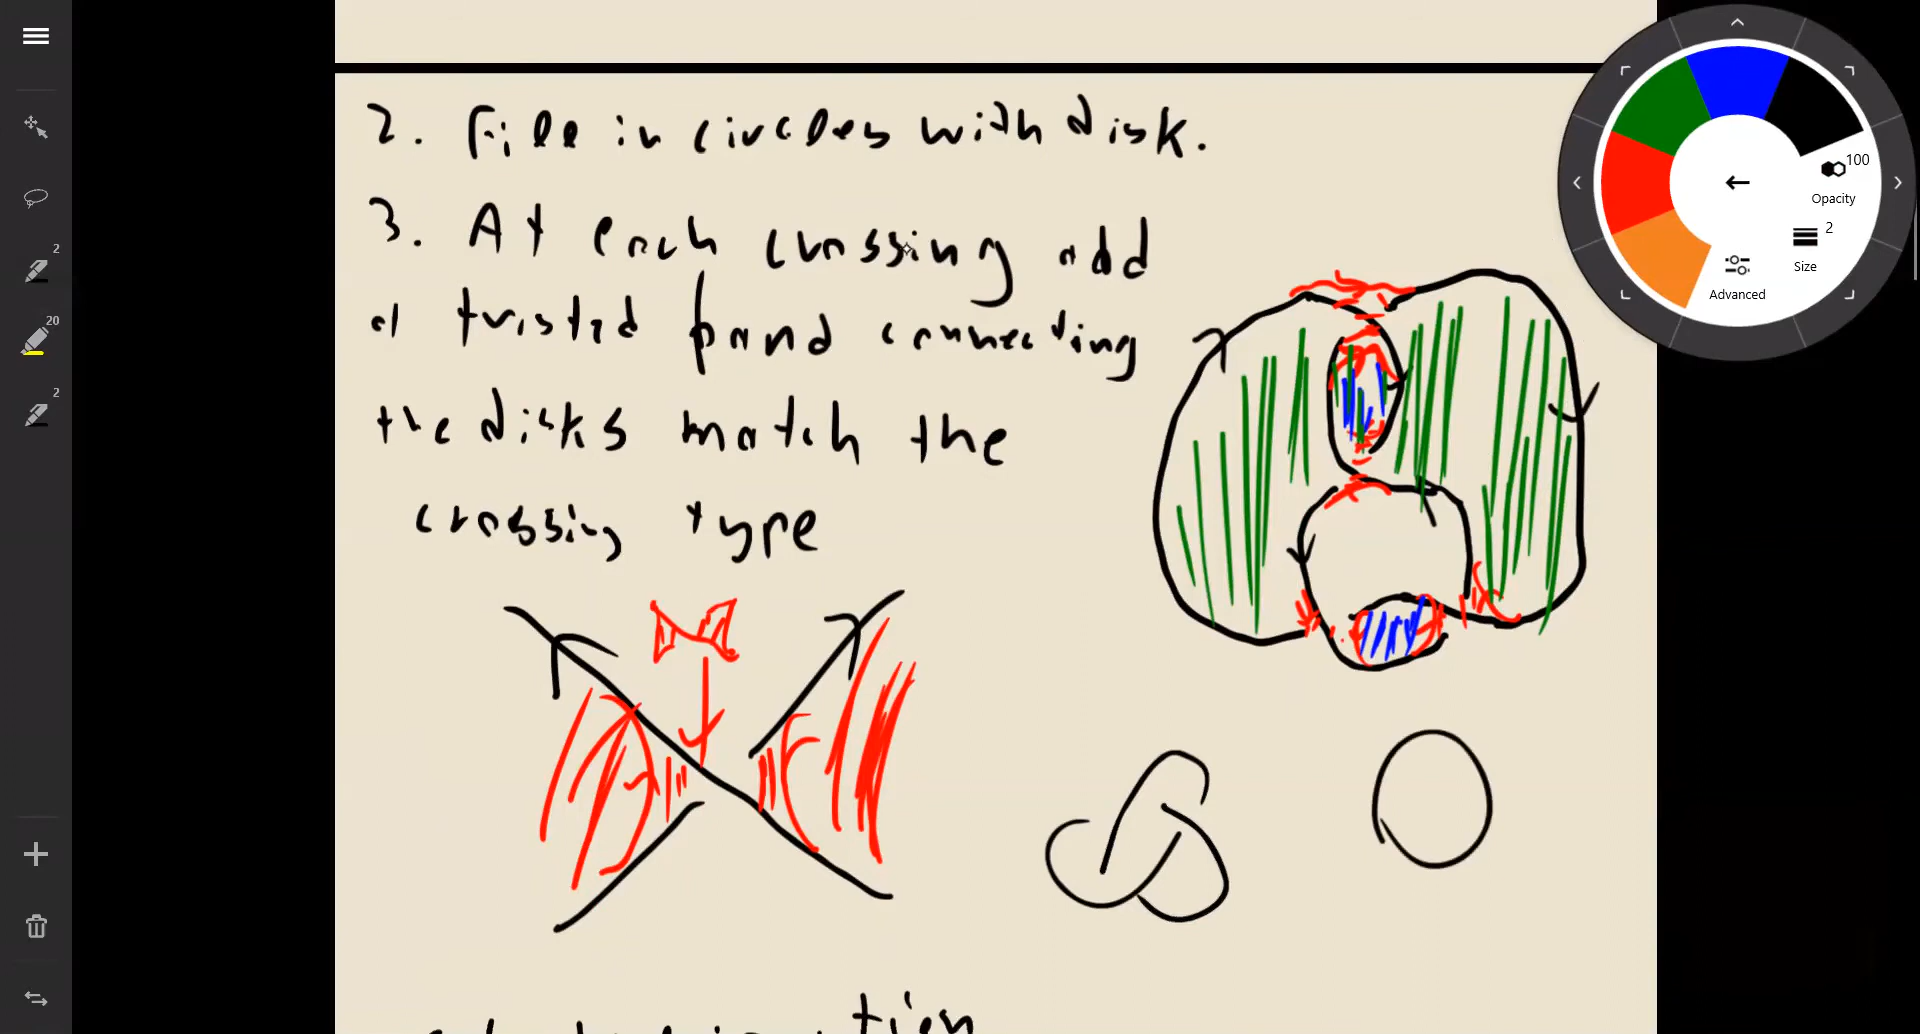 2. Fill in circles with disk.
3. At each crossing add
a twisted band connecting
the disks match the
crossing type
100
Opacity
2
Size
Advanced
2
20
2